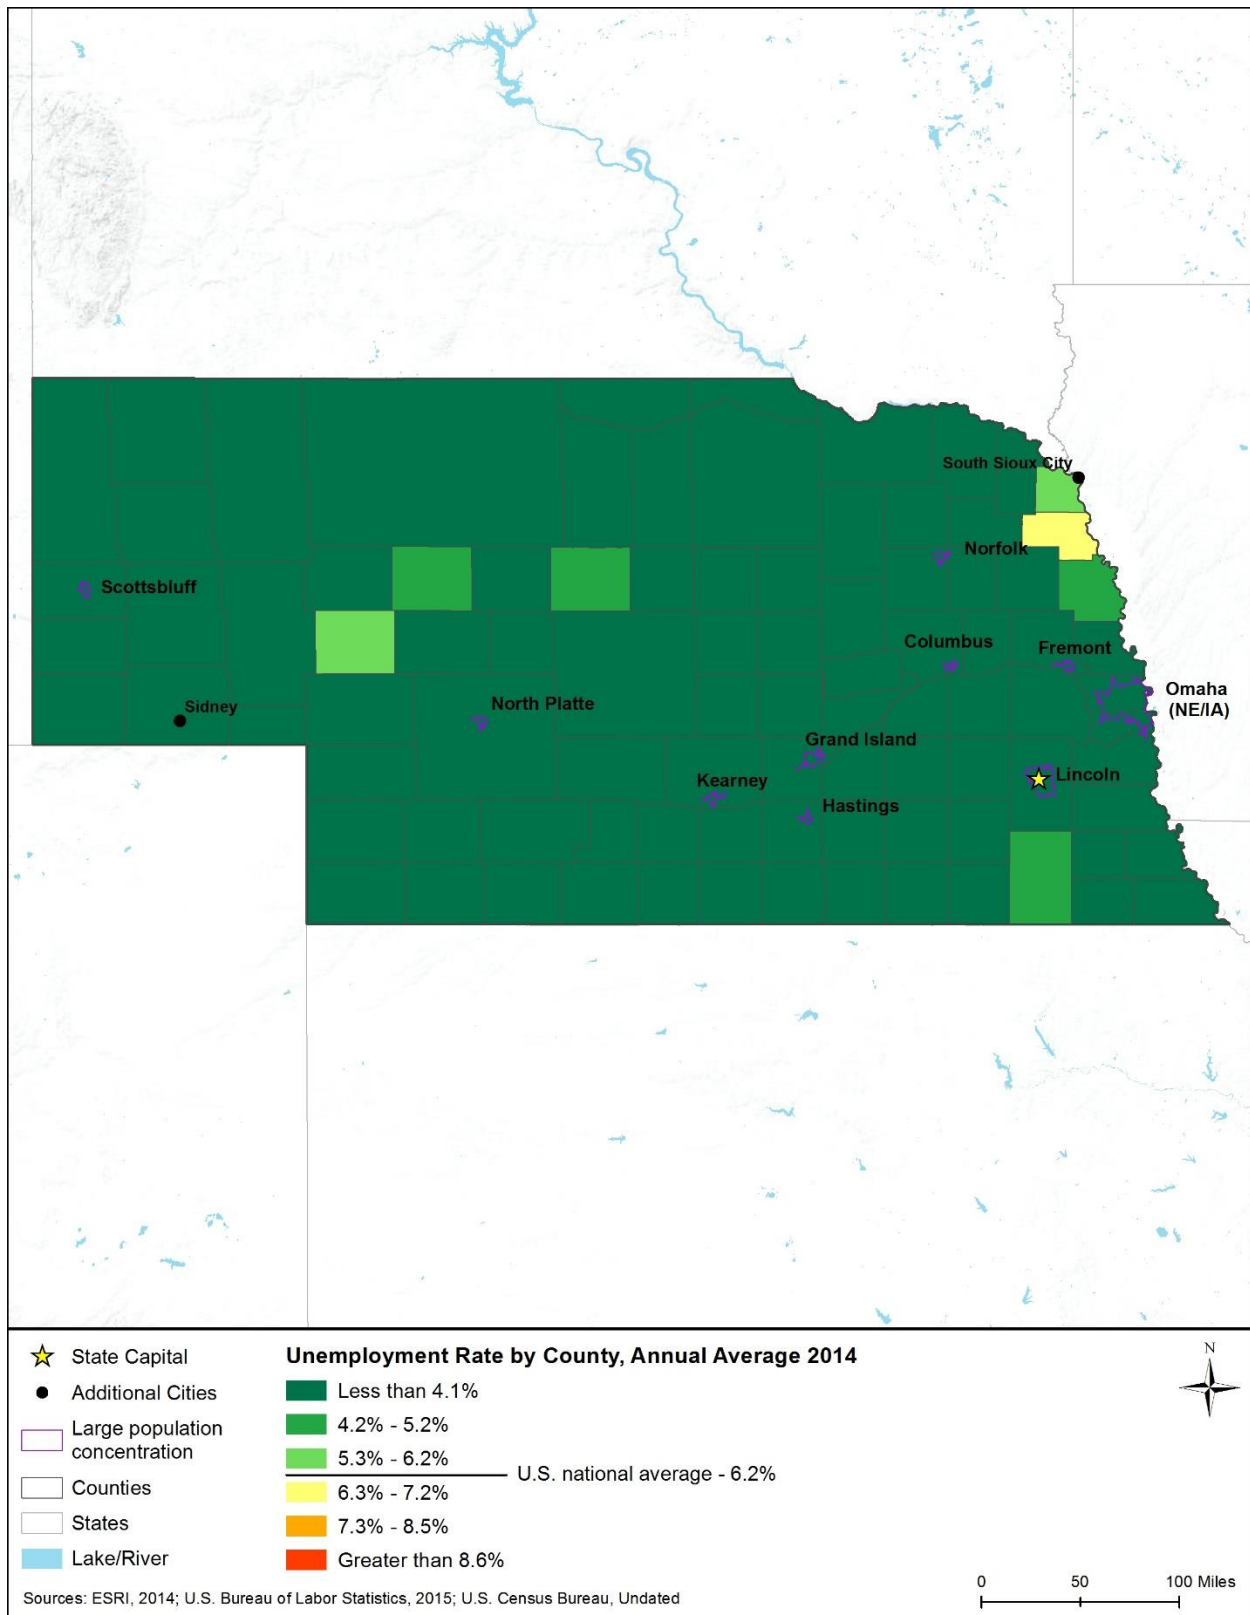 South Sioux City
Norfolk
Scottsbluff
Columbus
Fremont
Omaha
(NE/IA)
Sidney
North Platte
Grand Island
Lincoln
Kearney
Hastings
State Capital
Additional Cities
Large population
concentration
Counties
States
Lake/River
Unemployment Rate by County, Annual Average 2014
Less than 4.1%
4.2% - 5.2%
5.3% - 6.2%
U.S. national average - 6.2%
6.3% - 7.2%
7.3% - 8.5%
Greater than 8.6%
N
0 50 100 Miles
Sources: ESRI, 2014; U.S. Bureau of Labor Statistics, 2015; U.S. Census Bureau, Undated